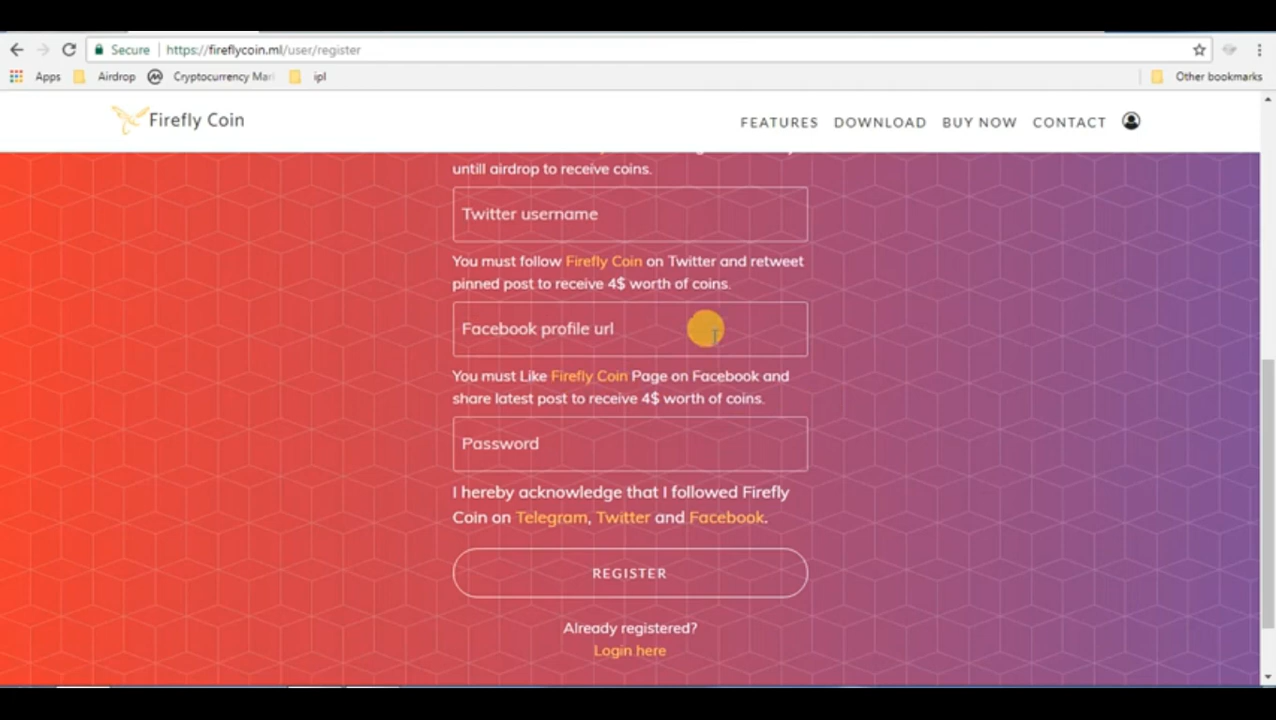 Secure https://fireflycoin.ml/user/register
Apps Airdrop Cryptocurrency Mar ipl Other bookmarks
Firefly Coin FEATURES DOWNLOAD BUY NOW CONTACT
untill airdrop to receive coins.
Twitter username
You must follow Firefly Coin on Twitter and retweet
pinned post to receive 4$ worth of coins.
Facebook profile url
You must Like Firefly Coin Page on Facebook and
share latest post to receive 4$ worth of coins.
Password
I hereby acknowledge that I followed Firefly
Coin on Telegram, Twitter and Facebook.
REGISTER
Already registered?
Login here